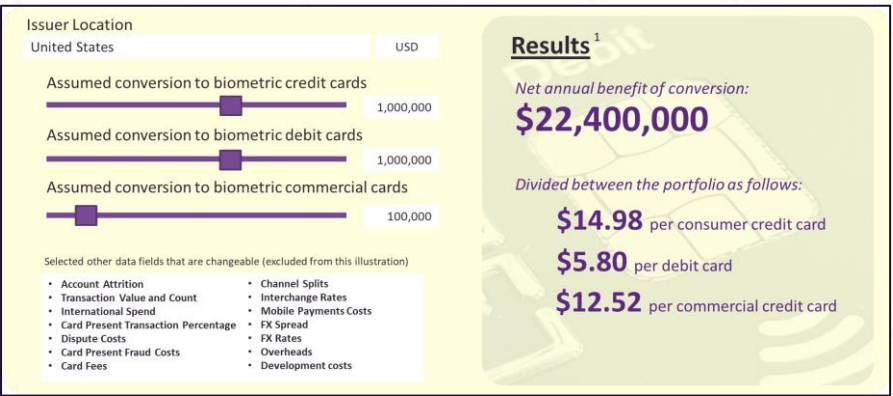 Issuer Location
United States USD
Assumed conversion to biometric credit cards
1,000,000
Assumed conversion to biometric debit cards
1,000,000
Assumed conversion to biometric commercial cards
100,000
Selected other data fields that are changeable (excluded from this illustration)
• Account Attrition
• Transaction Value and Count
• International Spend
• Card Present Transaction Percentage
• Dispute Costs
• Card Present Fraud Costs
• Card Fees
• Channel Splits
• Interchange Rates
• Mobile Payments Costs
• FX Spread
• FX Rates
• Overheads
• Development costs
Debit
Results 1
Net annual benefit of conversion:
$22,400,000
Divided between the portfolio as follows:
$14.98 per consumer credit card
$5.80 per debit card
$12.52 per commercial credit card